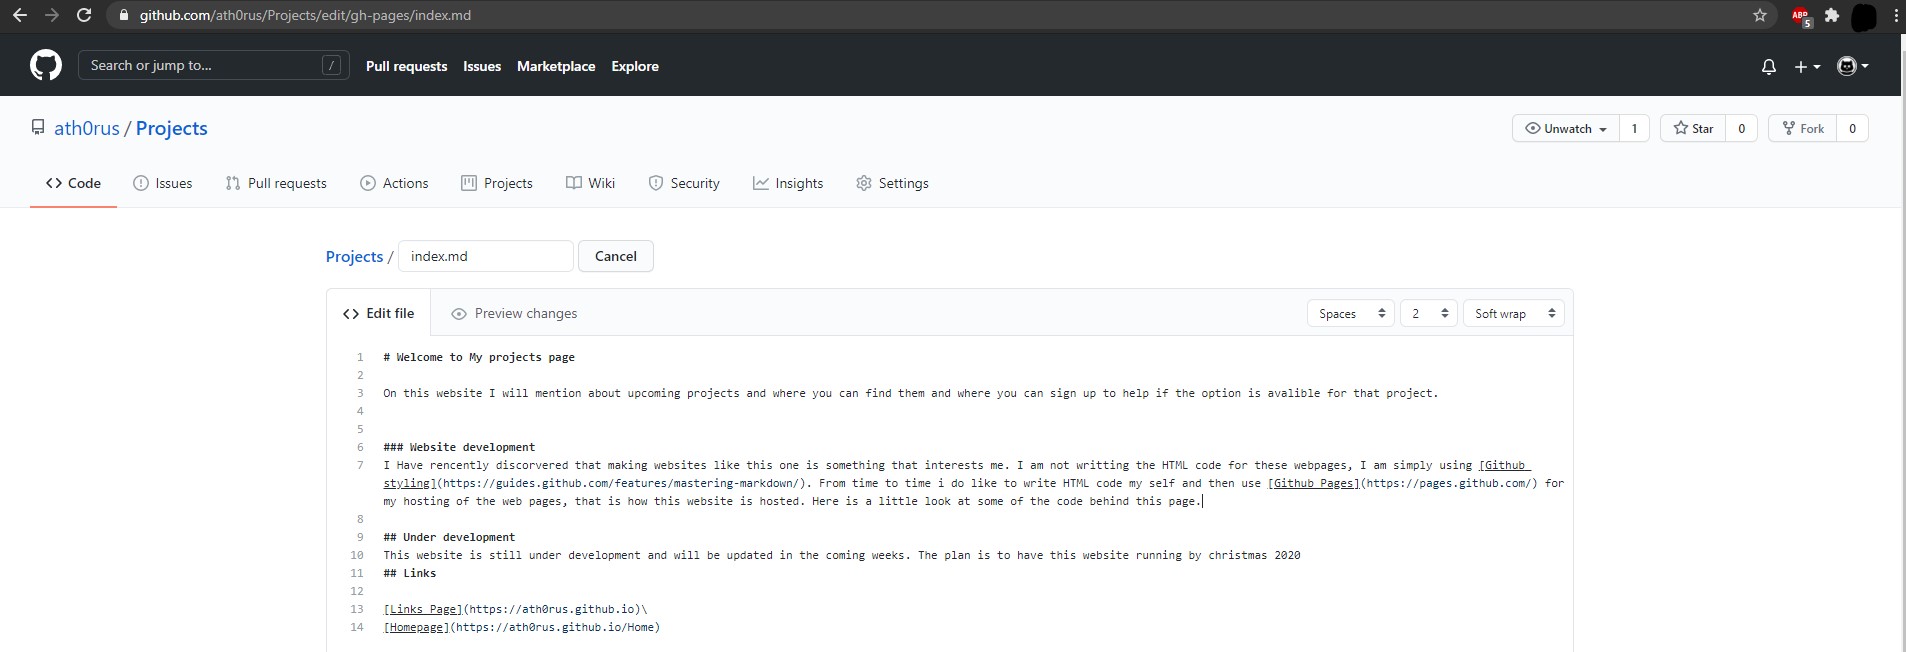 github.com/ath0rus/Projects/edit/gh-pages/index.md
ABP 5
Search or jump to... / Pull requests Issues Marketplace Explore
ath0rus / Projects
Unwatch 1 Star 0 Fork 0
Code Issues Pull requests Actions Projects Wiki Security Insights Settings
Projects / index.md Cancel
Edit file Preview changes Spaces 2 Soft wrap
1 # Welcome to My projects page
2
3 On this website I will mention about upcoming projects and where you can find them and where you can sign up to help if the option is avalible for that project.
4
5
6 ### Website development
7 I Have rencently discorvered that making websites like this one is something that interests me. I am not writting the HTML code for these webpages, I am simply using [Github
styling](https://guides.github.com/features/mastering-markdown/). From time to time i do like to write HTML code my self and then use [Github Pages](https://pages.github.com/) for
my hosting of the web pages, that is how this website is hosted. Here is a little look at some of the code behind this page.
8
9 ## Under development
10 This website is still under development and will be updated in the coming weeks. The plan is to have this website running by christmas 2020
11 ## Links
12
13 [Links Page](https://ath0rus.github.io)\
14 [Homepage](https://ath0rus.github.io/Home)